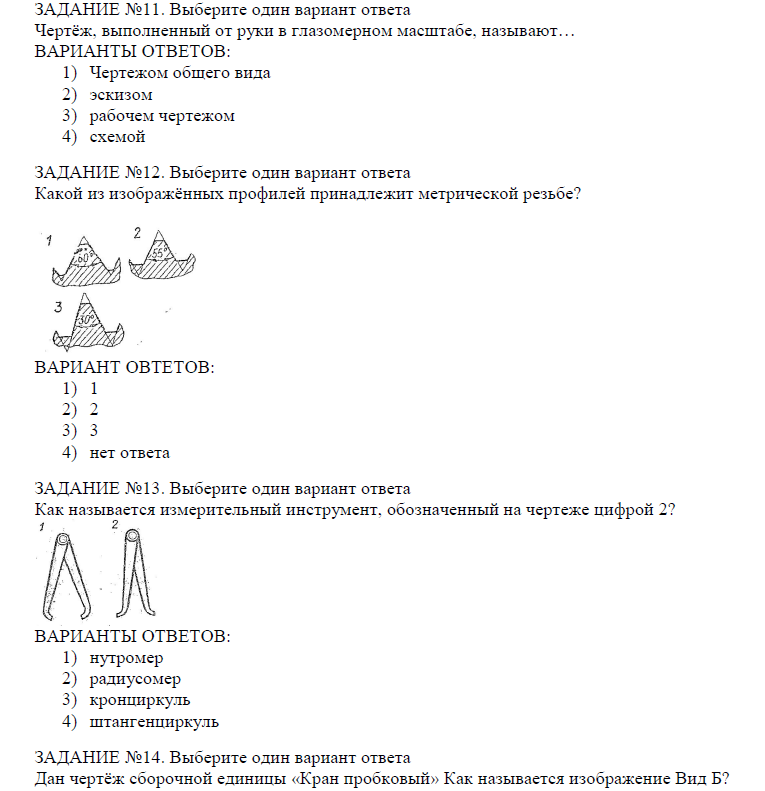 ЗАДАНИЕ №11. Выберите один вариант ответа
Чертёж, выполненный от руки в глазомерном масштабе, называют…
ВАРИАНТЫ ОТВЕТОВ:
1) Чертежом общего вида
2) эскизом
3) рабочем чертежом
4) схемой
ЗАДАНИЕ №12. Выберите один вариант ответа
Какой из изображённых профилей принадлежит метрической резьбе?
1 2
60° 55°
3
30°
ВАРИАНТ ОВТЕТОВ:
1) 1
2) 2
3) 3
4) нет ответа
ЗАДАНИЕ №13. Выберите один вариант ответа
Как называется измерительный инструмент, обозначенный на чертеже цифрой 2?
1 2
ВАРИАНТЫ ОТВЕТОВ:
1) нутромер
2) радиусомер
3) кронциркуль
4) штангенциркуль
ЗАДАНИЕ №14. Выберите один вариант ответа
Дан чертёж сборочной единицы «Кран пробковый» Как называется изображение Вид Б?